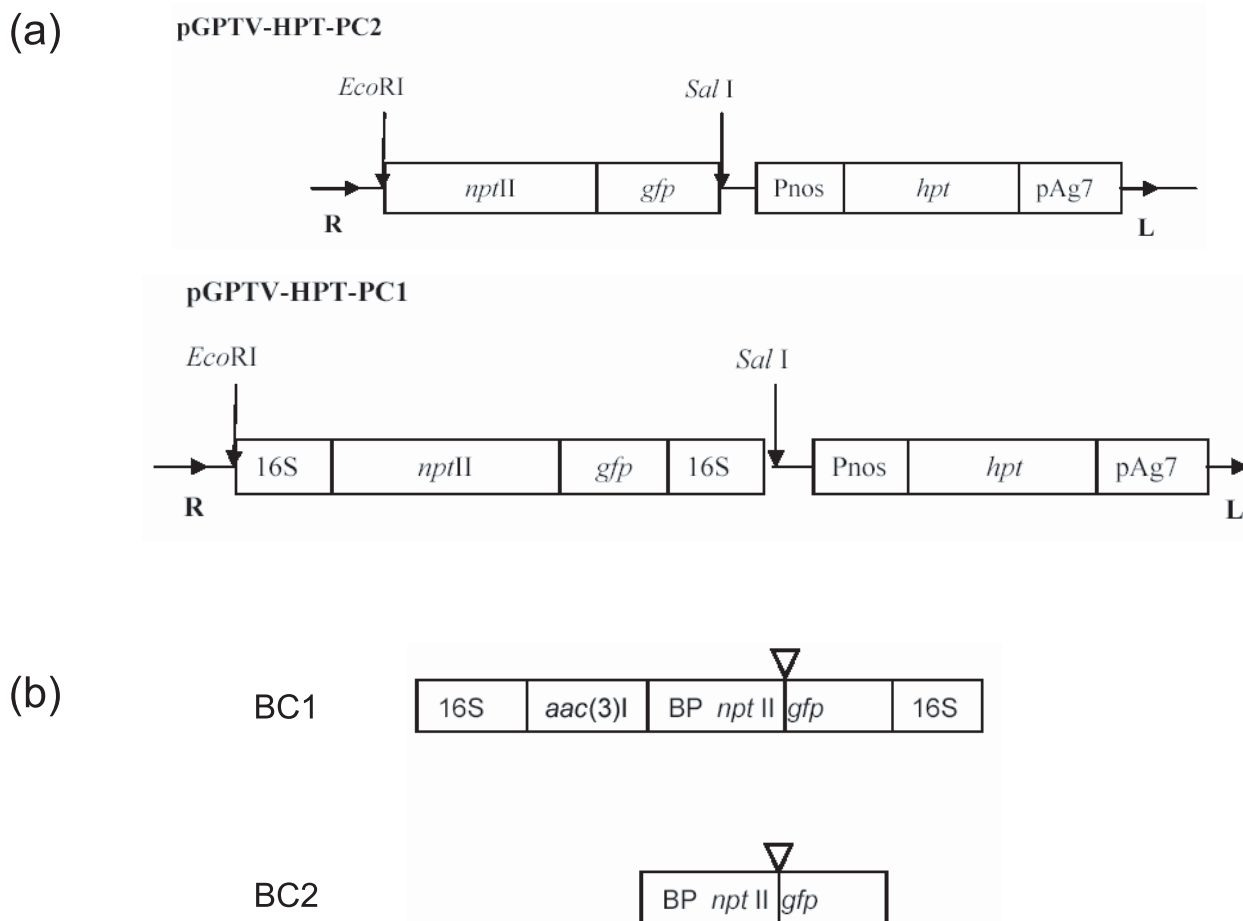 (a)
pGPTV-HPT-PC2
EcoRI Sal I
nptII gfp Pnos hpt pAg7
R L
pGPTV-HPT-PC1
EcoRI Sal I
16S nptII gfp 16S Pnos hpt pAg7
R L
(b)
BC1 16S aac(3)I BP npt II gfp 16S
BC2 BP npt II gfp